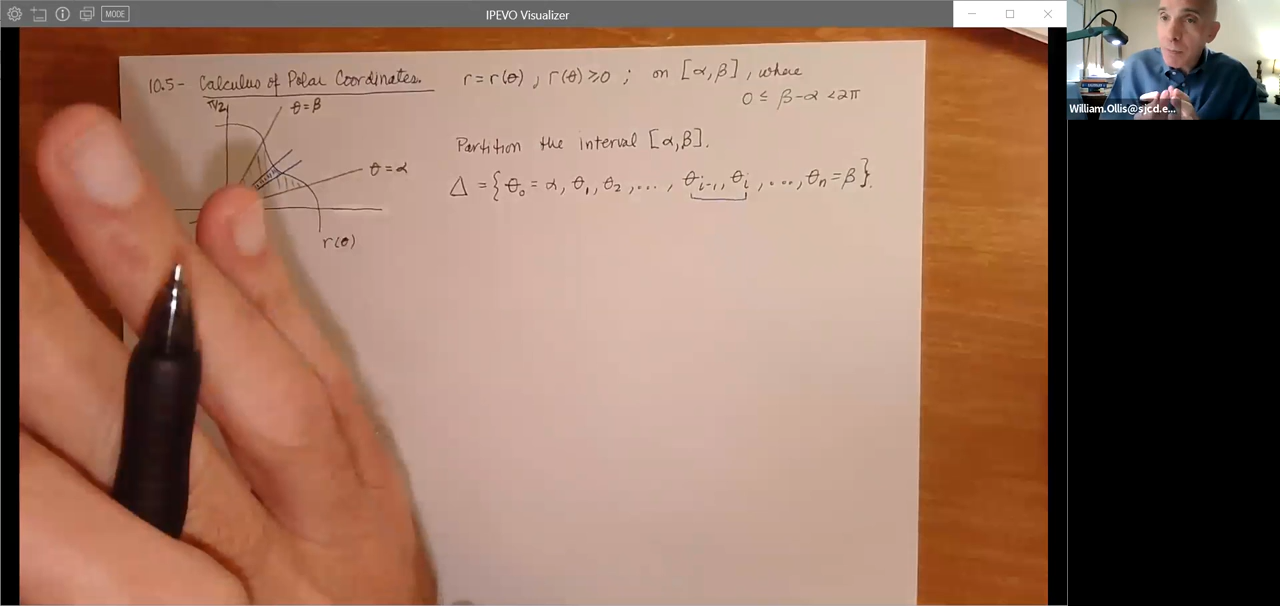 IPEVO Visualizer
MODE
William.Ollis@sjcd.e...
10.5 - Calculus of Polar Coordinates.
r = r(θ) , r(θ) ≥ 0 ; on [α, β] , where
0 ≤ β - α < 2π
π/2
θ = β
θ = α
r(θ)
Partition the interval [α, β].
Δ = {θ₀ = α, θ₁, θ₂, ..., θᵢ₋₁, θᵢ, ..., θₙ = β}.